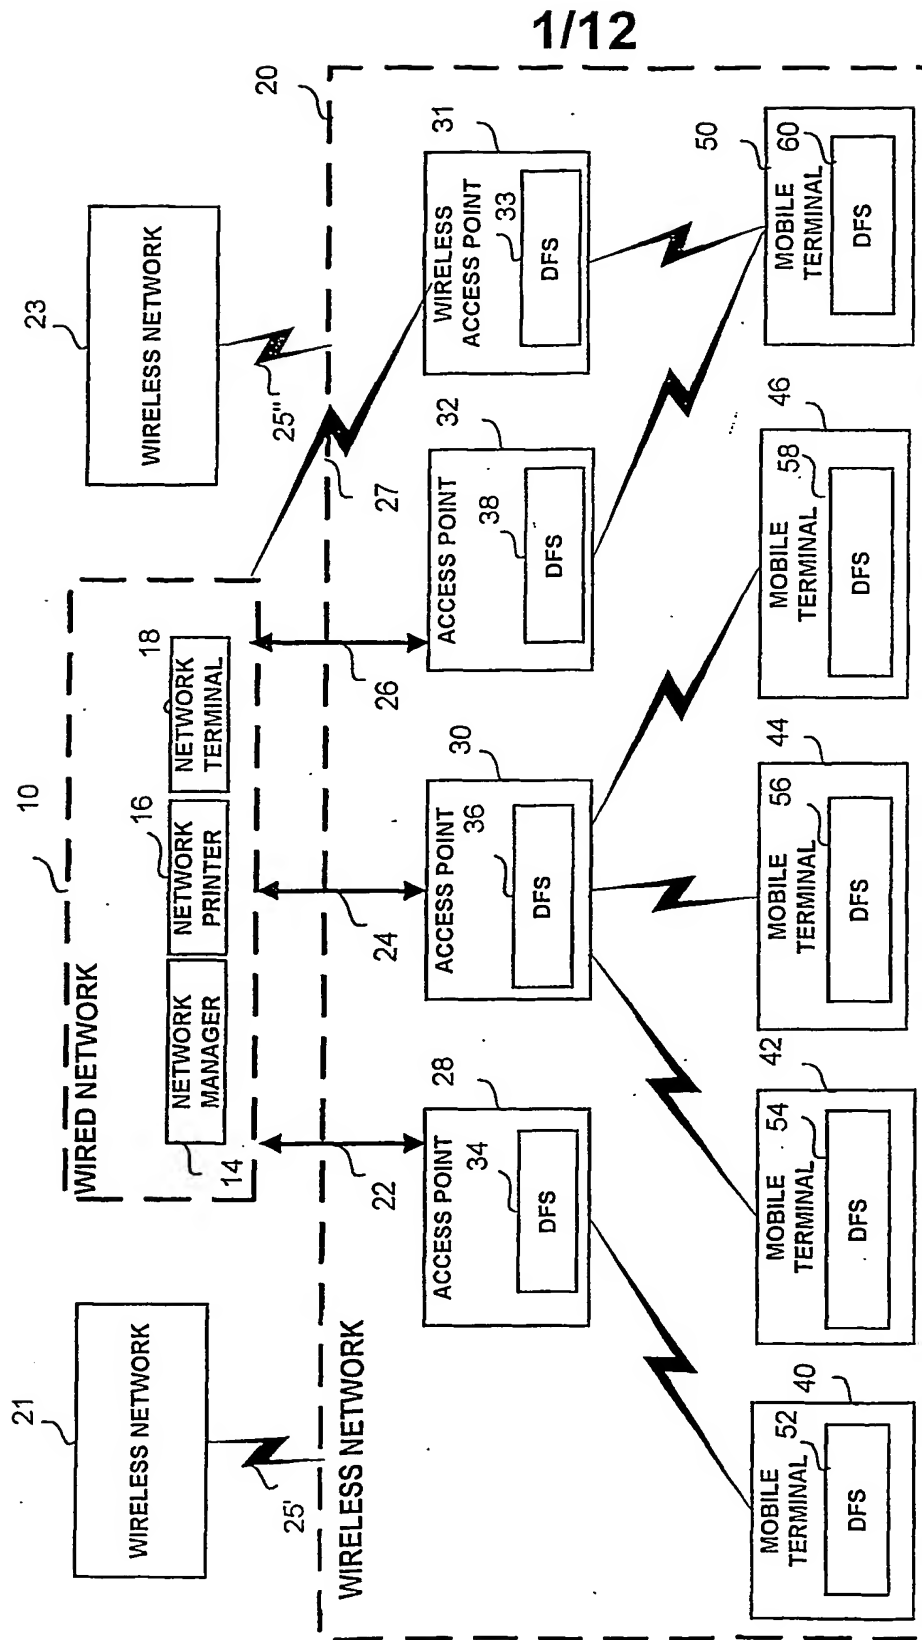 1/12
21
WIRELESS NETWORK
25'
10
WIRED NETWORK
14
NETWORK
MANAGER
16
NETWORK
PRINTER
18
NETWORK
TERMINAL
23
WIRELESS NETWORK
25"
20
WIRELESS NETWORK
22
24
26
27
28
ACCESS POINT
34
DFS
30
ACCESS POINT
36
DFS
32
ACCESS POINT
38
DFS
31
WIRELESS
ACCESS POINT
33
DFS
40
MOBILE
TERMINAL
52
DFS
42
MOBILE
TERMINAL
54
DFS
44
MOBILE
TERMINAL
56
DFS
46
MOBILE
TERMINAL
58
DFS
50
MOBILE
TERMINAL
60
DFS